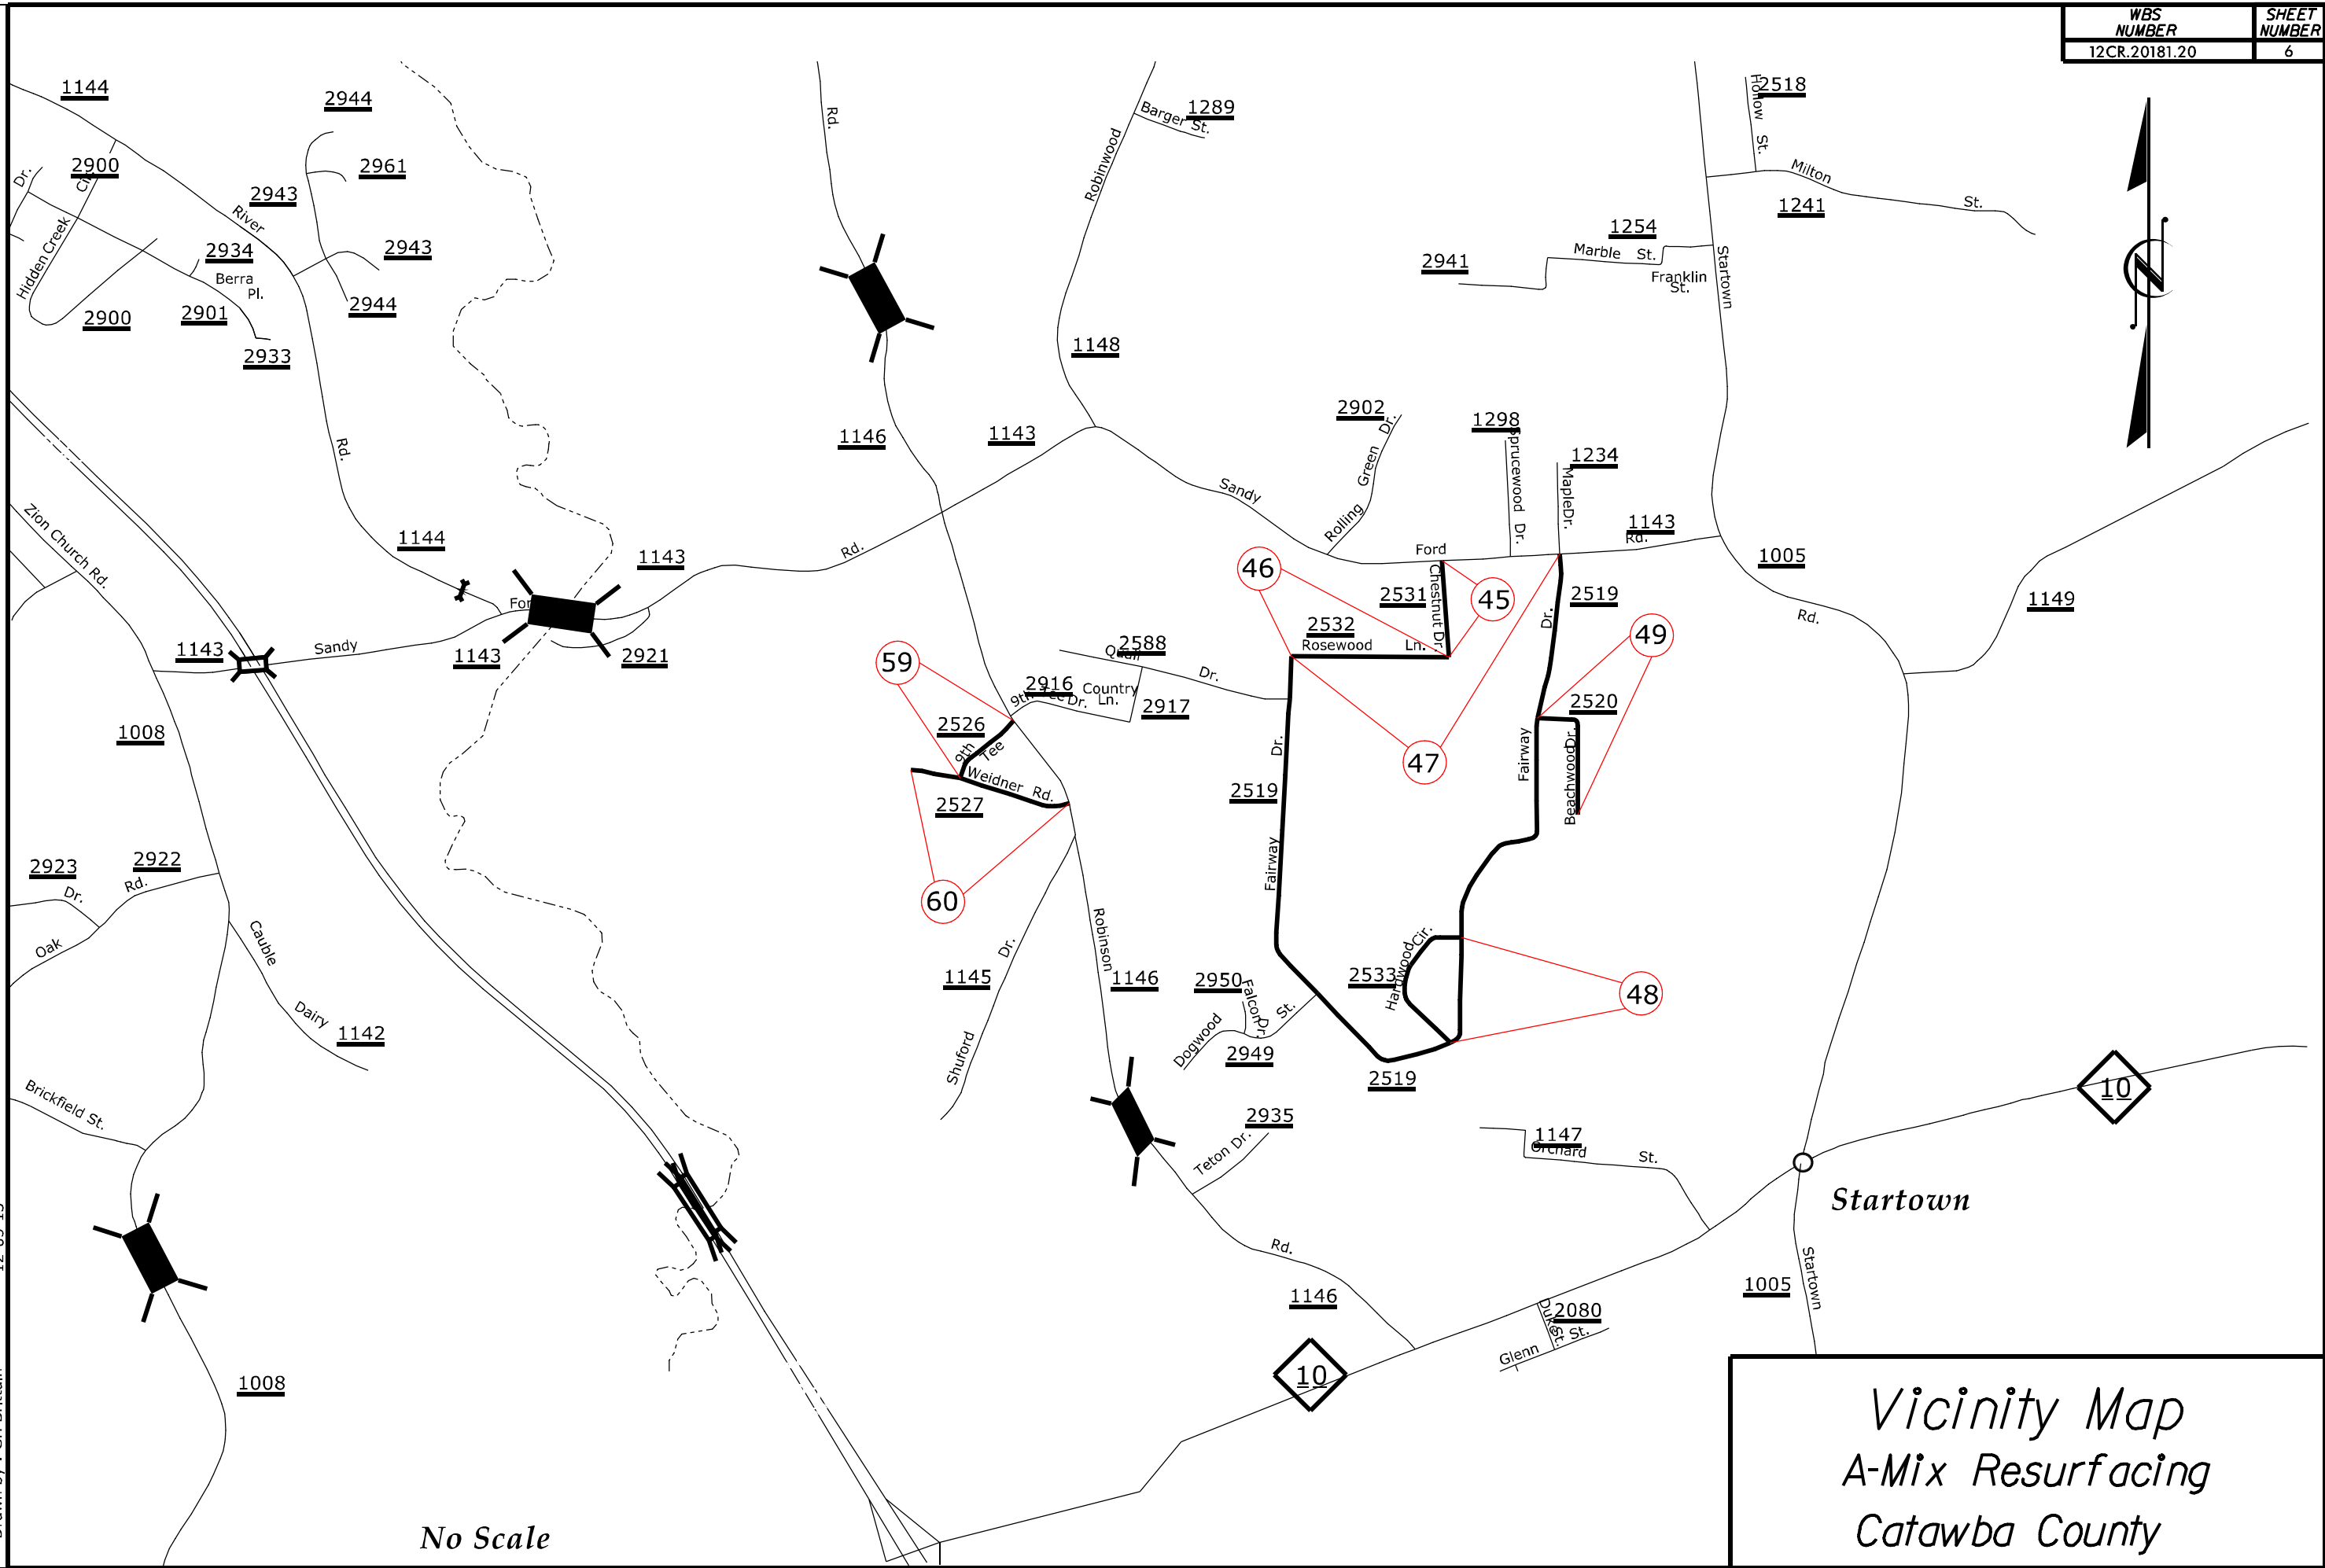 WBS
NUMBER
SHEET
NUMBER
12CR.20181.20
6
1144
2944
2900
2961
Dr.
Cir.
2943
River
Hidden Creek
2934
2943
Berra
Pl.
2944
2900
2901
2933
Rd.
Rd.
Robinwood
Barger St.
1289
1148
1146
1143
Hollow St.
2518
Milton St.
1241
1254
Marble St.
2941
Franklin
St.
Startown
2902
Rolling Green Dr.
1298
Sprucewood Dr.
1234
MapleDr.
Sandy
Ford
1143
Rd.
1005
Rd.
1149
Zion Church Rd.
1144
1143
Rd.
1143
Sandy
1143
2921
1008
46
45
2531
Chestnut Dr.
2532
Rosewood Ln.
2519
Dr.
49
2520
Fairway
Beachwood Dr.
47
59
2588
Quail Dr.
2916
Country
Ln.
9th Tee Dr.
2917
2526
9th
Tee
Weidner Rd.
2527
60
Dr.
2519
Fairway
2923
2922
Dr.
Rd.
Oak
Cauble
Dairy
1142
1145
Shuford Dr.
Robinson
1146
2950
Falcon
Dr.
Dogwood St.
2949
2533
Hardwood Cir.
48
2519
Brickfield St.
2935
Teton Dr.
1147
Orchard St.
10
Startown
Rd.
1146
1005
Startown
2080
Duke
St.
Glenn St.
10
1008
No Scale
Vicinity Map
A-Mix Resurfacing
Catawba County